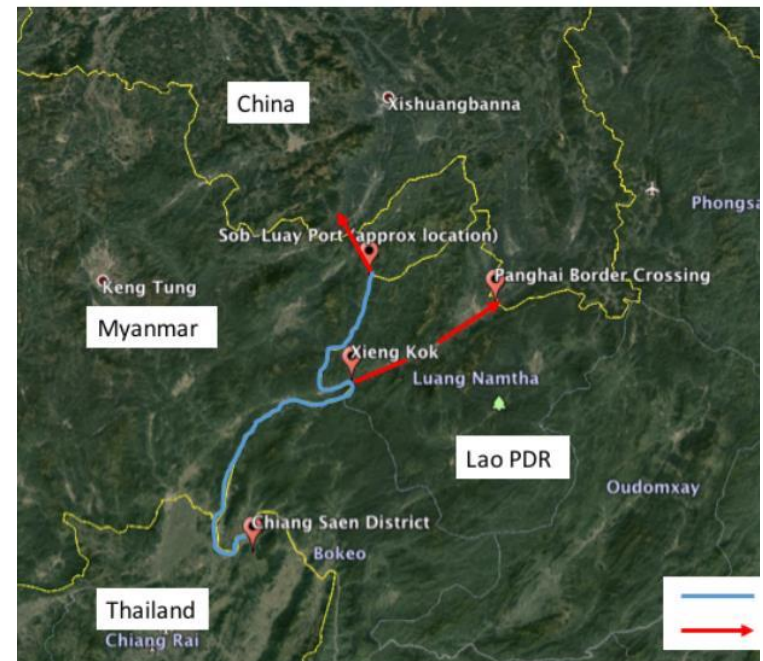 China
Xishuangbanna
Phongsa
Sob-Luay Port (approx location)
Panghai Border Crossing
Keng Tung
Myanmar
Xieng Kok
Luang Namtha
Lao PDR
Oudomxay
Chiang Saen District
Bokeo
Thailand
Chiang Rai